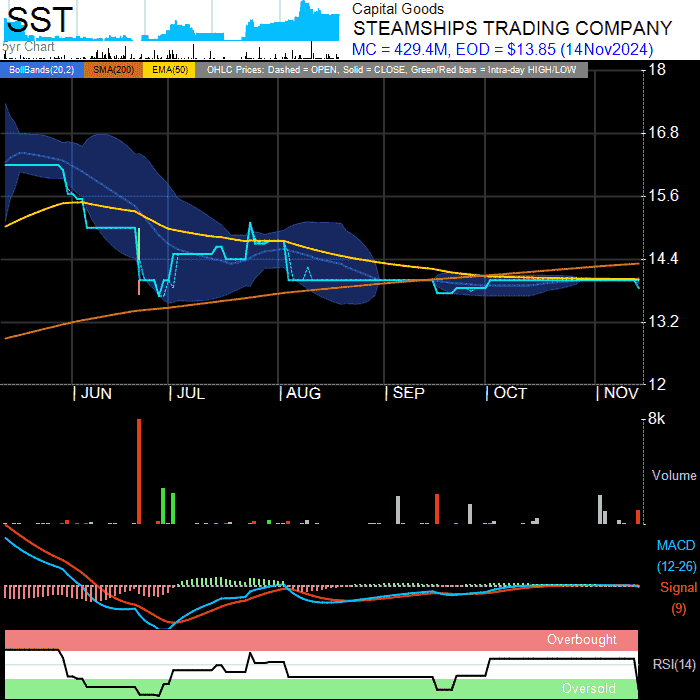 SST
Capital Goods
STEAMSHIPS TRADING COMPANY
5yr Chart
MC = 429.4M, EOD = $13.85 (14Nov2024)
BollBands(20,2) SMA(200) EMA(50) OHLC Prices: Dashed = OPEN, Solid = CLOSE, Green/Red bars = Intra-day HIGH/LOW
18
16.8
15.6
14.4
13.2
12
JUN JUL AUG SEP OCT NOV
8k
Volume
MACD
(12-26)
Signal
(9)
Overbought
RSI(14)
Oversold